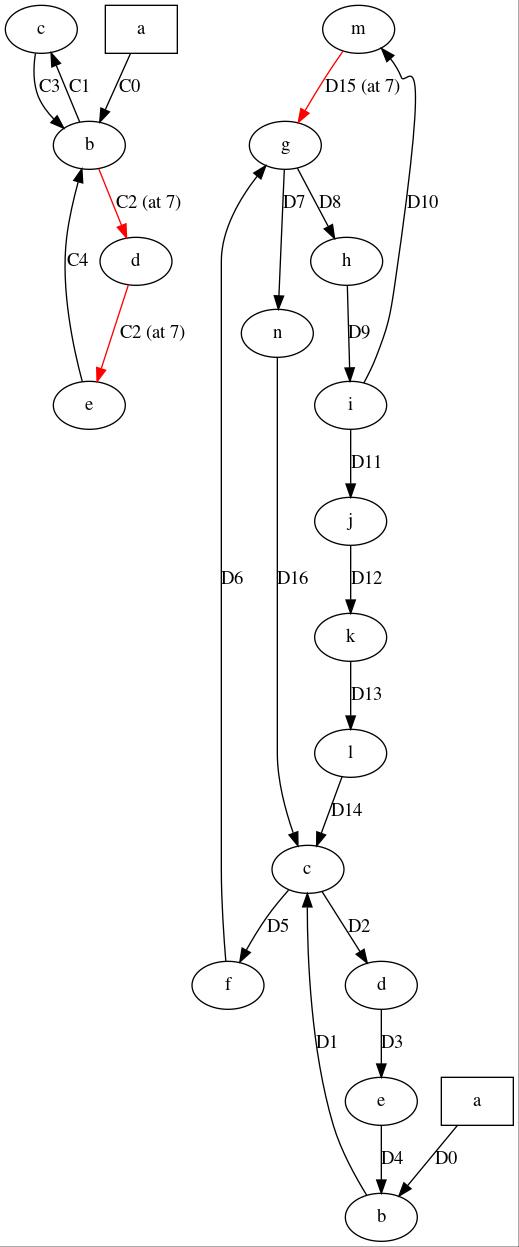 c
a
m
C3
C1
C0
D15 (at 7)
b
g
C2 (at 7)
D7
D8
D10
C4
d
h
C2 (at 7)
n
D9
e
i
D11
j
D6
D16
D12
k
D13
l
D14
c
D5
D2
f
d
D1
D3
e
a
D4
D0
b